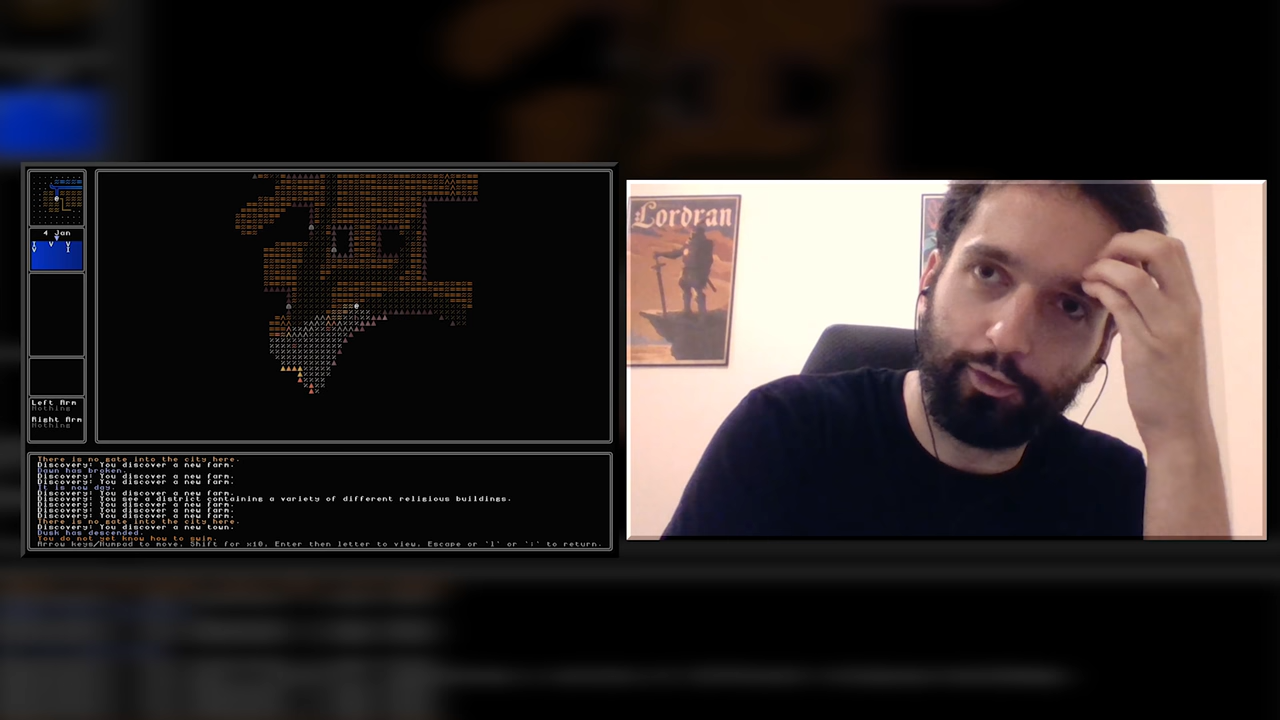 4 Jan
Left Arm
Nothing
Right Arm
Nothing
There is no gate into the city here.
Discovery: You discover a new farm.
Dawn has broken.
Discovery: You discover a new farm.
Discovery: You discover a new farm.
It is now day.
Discovery: You discover a new farm.
Discovery: You see a district containing a variety of different religious buildings.
Discovery: You discover a new farm.
Discovery: You discover a new farm.
Discovery: You discover a new farm.
There is no gate into the city here.
Discovery: You discover a new town.
Dusk has descended.
You do not yet know how to swim.
Arrow keys/Numpad to move, Shift for x10, Enter then letter to view, Escape or 'l' or ';' to return.
Lordran